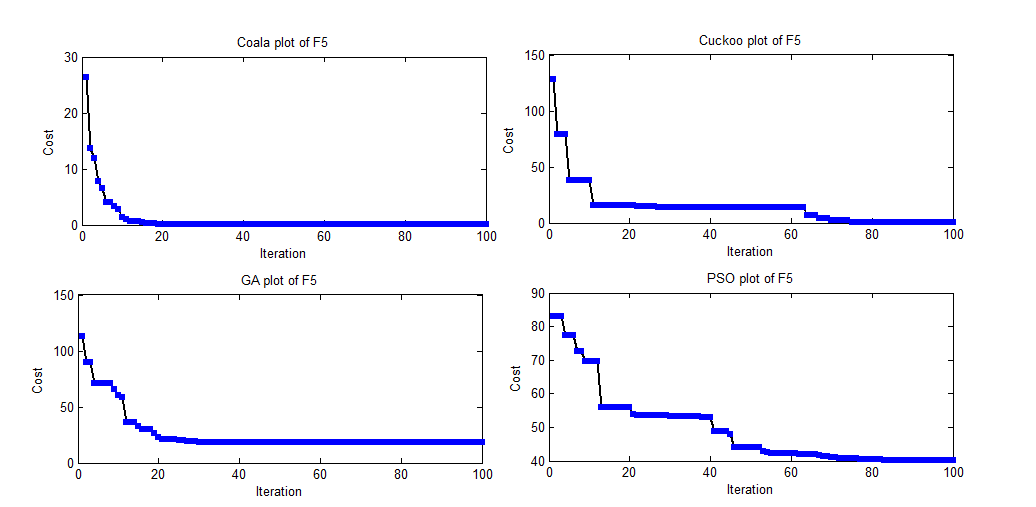 Coala plot of F5
30
20
10
0
Cost
0 20 40 60 80 100
Iteration
Cuckoo plot of F5
150
100
50
0
Cost
0 20 40 60 80 100
Iteration
GA plot of F5
150
100
50
0
Cost
0 20 40 60 80 100
Iteration
PSO plot of F5
90
80
70
60
50
40
Cost
0 20 40 60 80 100
Iteration